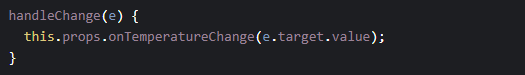 handleChange(e) {
  this.props.onTemperatureChange(e.target.value);
}